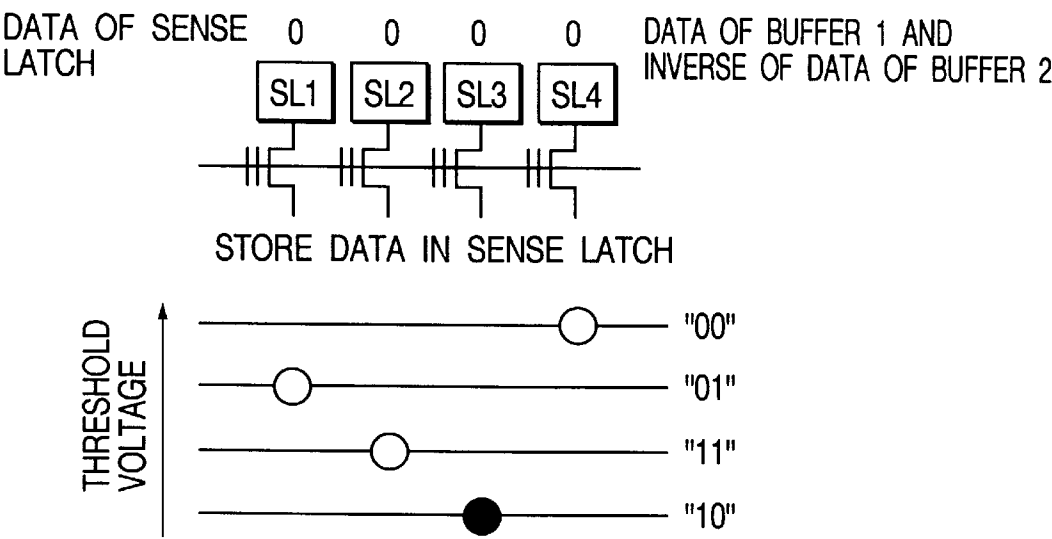 DATA OF SENSE LATCH 0 0 0 0 DATA OF BUFFER 1 AND
INVERSE OF DATA OF BUFFER 2
SL1 SL2 SL3 SL4
STORE DATA IN SENSE LATCH
THRESHOLD
VOLTAGE
"00"
"01"
"11"
"10"